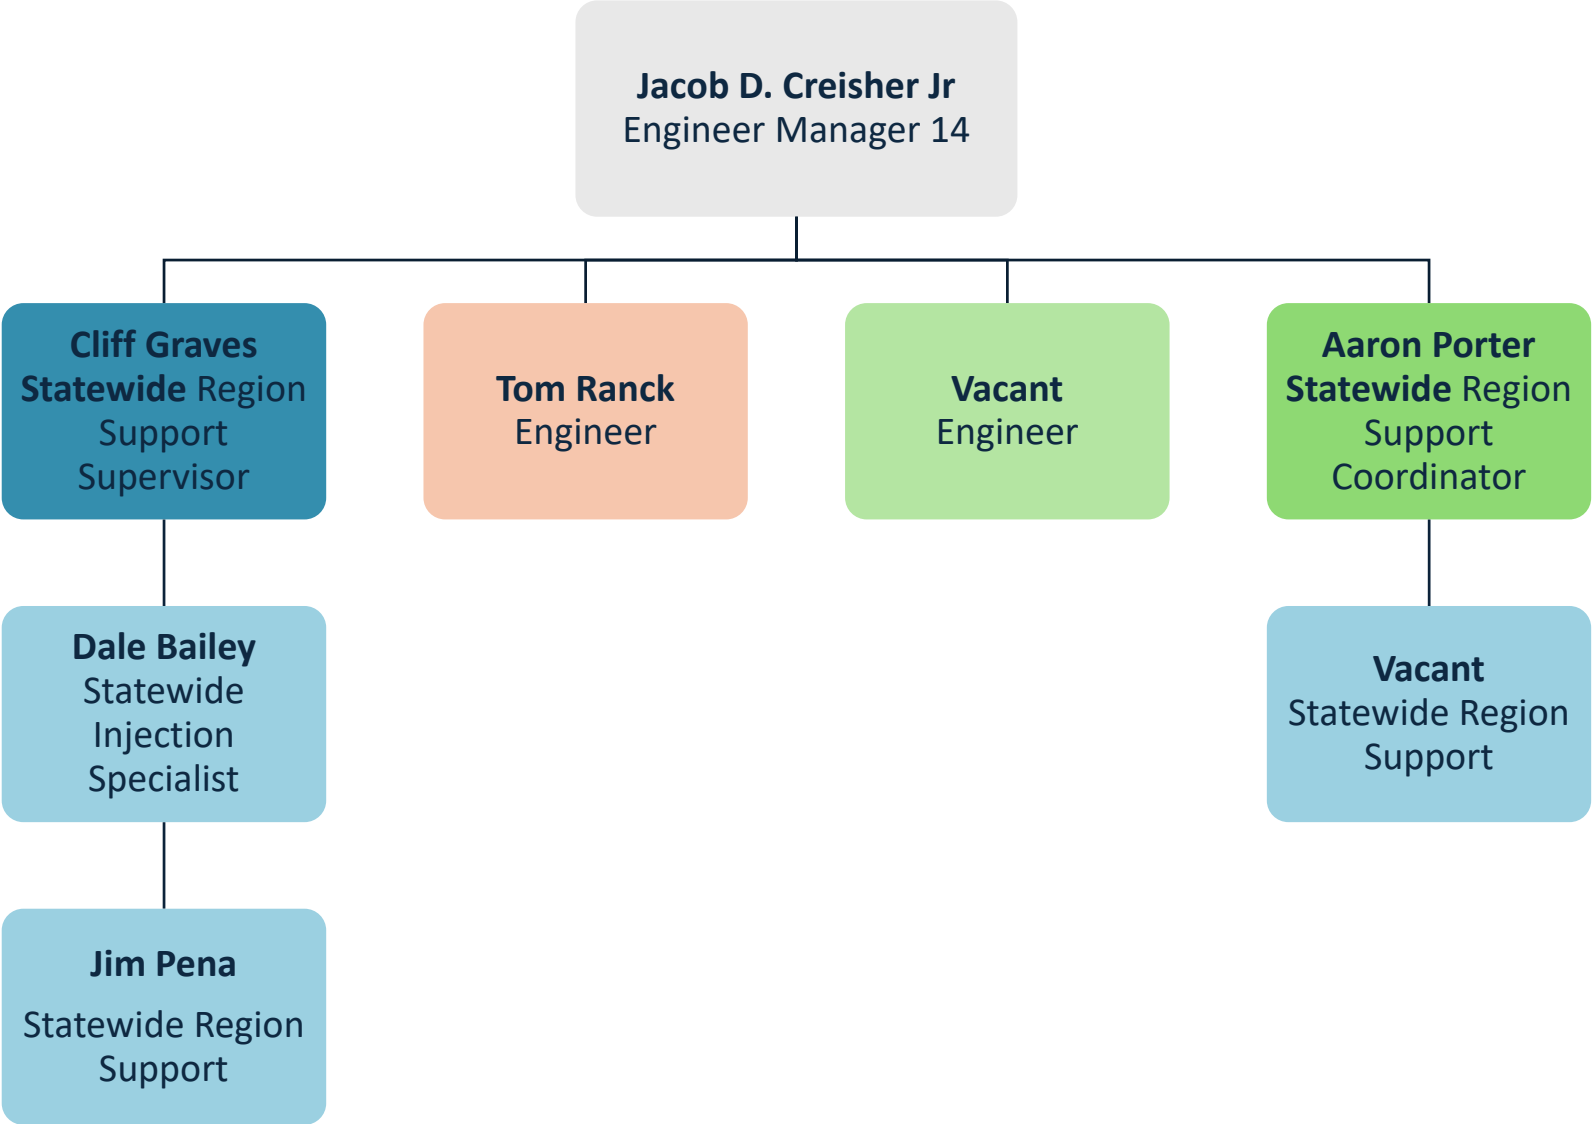 Jacob D. Creisher Jr
Engineer Manager 14
Cliff Graves
Statewide Region
Support
Supervisor
Tom Ranck
Engineer
Vacant
Engineer
Aaron Porter
Statewide Region
Support
Coordinator
Dale Bailey
Statewide
Injection
Specialist
Vacant
Statewide Region
Support
Jim Pena
Statewide Region
Support